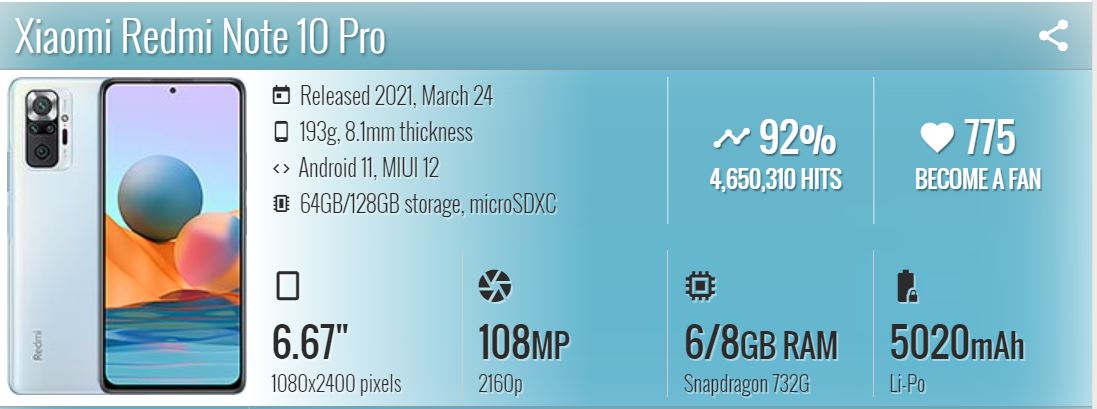 Xiaomi Redmi Note 10 Pro
Released 2021, March 24
193g, 8.1mm thickness
Android 11, MIUI 12
64GB/128GB storage, microSDXC
92%
4,650,310 HITS
775
BECOME A FAN
Redmi
6.67"
1080x2400 pixels
108MP
2160p
6/8GB RAM
Snapdragon 732G
5020mAh
Li-Po